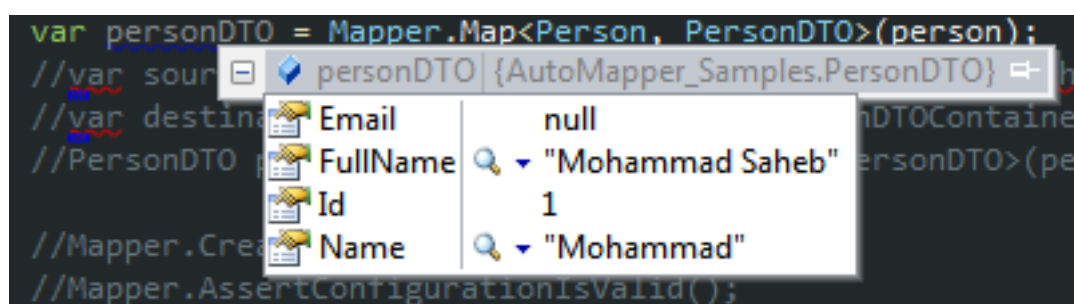 var personDTO = Mapper.Map<Person, PersonDTO>(person);
//var sour personDTO {AutoMapper_Samples.PersonDTO}
//var destina Email null nDTOContaine
//PersonDTO FullName "Mohammad Saheb" ersonDTO>(pe
Id 1
//Mapper.Crea Name "Mohammad"
//Mapper.AssertConfigurationIsValid();